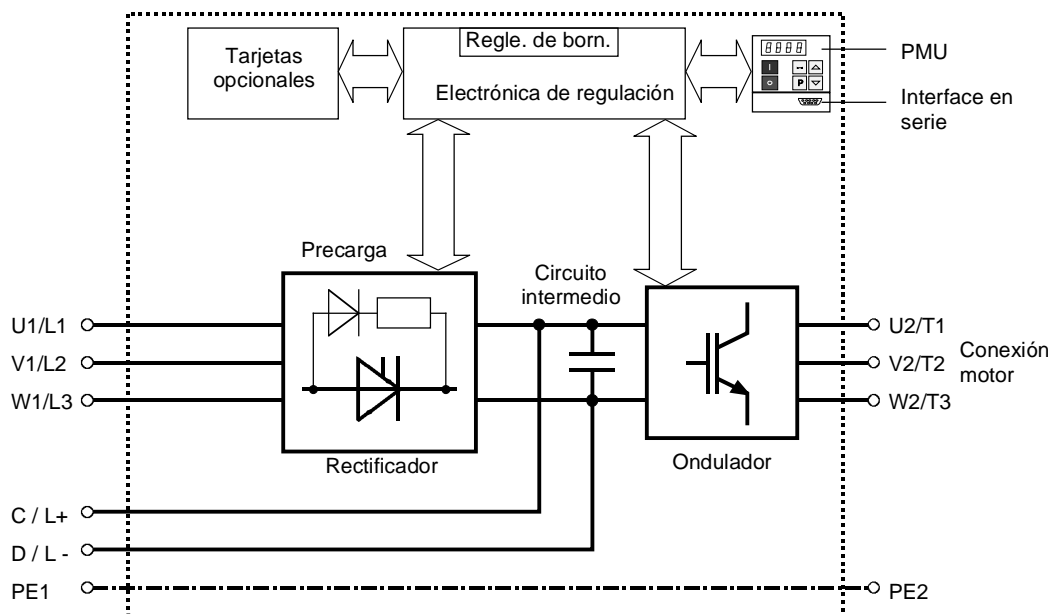 Tarjetas
opcionales
Regle. de born.
Electrónica de regulación
PMU
Interface en
serie
Precarga
Circuito
intermedio
U1/L1
V1/L2
W1/L3
U2/T1
V2/T2
W2/T3
Conexión
motor
Rectificador
Ondulador
C / L+
D / L -
PE1
PE2
8888
I
O
P